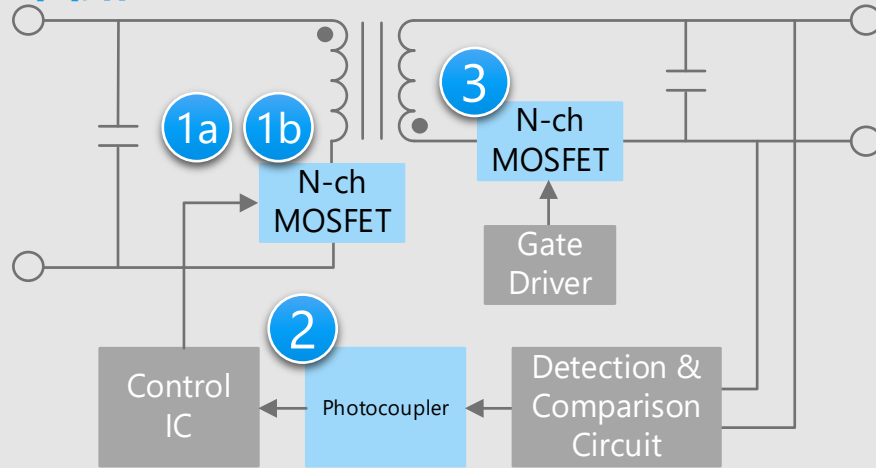 1a
1b
3
N-ch
MOSFET
N-ch
MOSFET
Gate
Driver
2
Control
IC
Photocoupler
Detection &
Comparison
Circuit